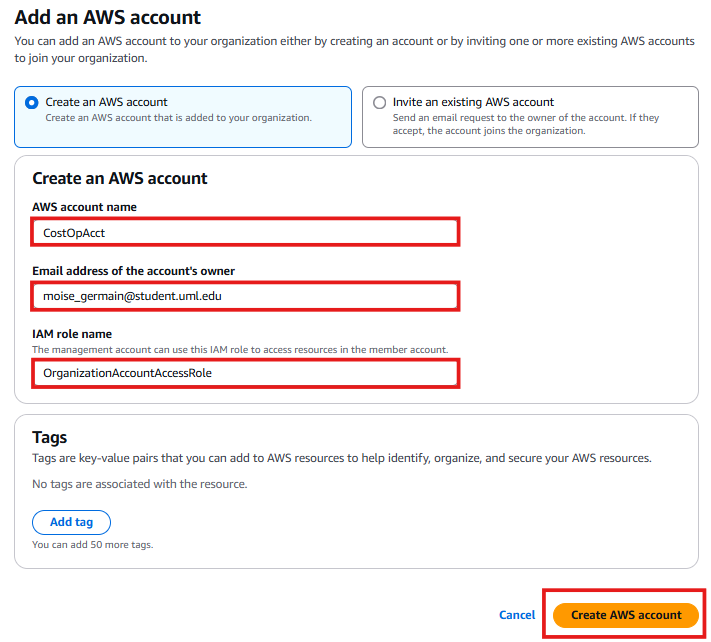 Add an AWS account
You can add an AWS account to your organization either by creating an account or by inviting one or more existing AWS accounts
to join your organization.
Create an AWS account
Create an AWS account that is added to your organization.
Invite an existing AWS account
Send an email request to the owner of the account. If they
accept, the account joins the organization.
Create an AWS account
AWS account name
CostOpAcct
Email address of the account's owner
moise_germain@student.uml.edu
IAM role name
The management account can use this IAM role to access resources in the member account.
OrganizationAccountAccessRole
Tags
Tags are key-value pairs that you can add to AWS resources to help identify, organize, and secure your AWS resources.
No tags are associated with the resource.
Add tag
You can add 50 more tags.
Cancel
Create AWS account